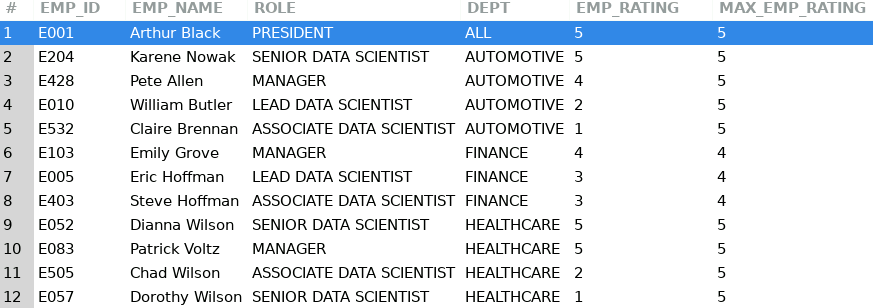 # EMP_ID EMP_NAME ROLE DEPT EMP_RATING MAX_EMP_RATING
1 E001 Arthur Black PRESIDENT ALL 5 5
2 E204 Karene Nowak SENIOR DATA SCIENTIST AUTOMOTIVE 5 5
3 E428 Pete Allen MANAGER AUTOMOTIVE 4 5
4 E010 William Butler LEAD DATA SCIENTIST AUTOMOTIVE 2 5
5 E532 Claire Brennan ASSOCIATE DATA SCIENTIST AUTOMOTIVE 1 5
6 E103 Emily Grove MANAGER FINANCE 4 4
7 E005 Eric Hoffman LEAD DATA SCIENTIST FINANCE 3 4
8 E403 Steve Hoffman ASSOCIATE DATA SCIENTIST FINANCE 3 4
9 E052 Dianna Wilson SENIOR DATA SCIENTIST HEALTHCARE 5 5
10 E083 Patrick Voltz MANAGER HEALTHCARE 5 5
11 E505 Chad Wilson ASSOCIATE DATA SCIENTIST HEALTHCARE 2 5
12 E057 Dorothy Wilson SENIOR DATA SCIENTIST HEALTHCARE 1 5